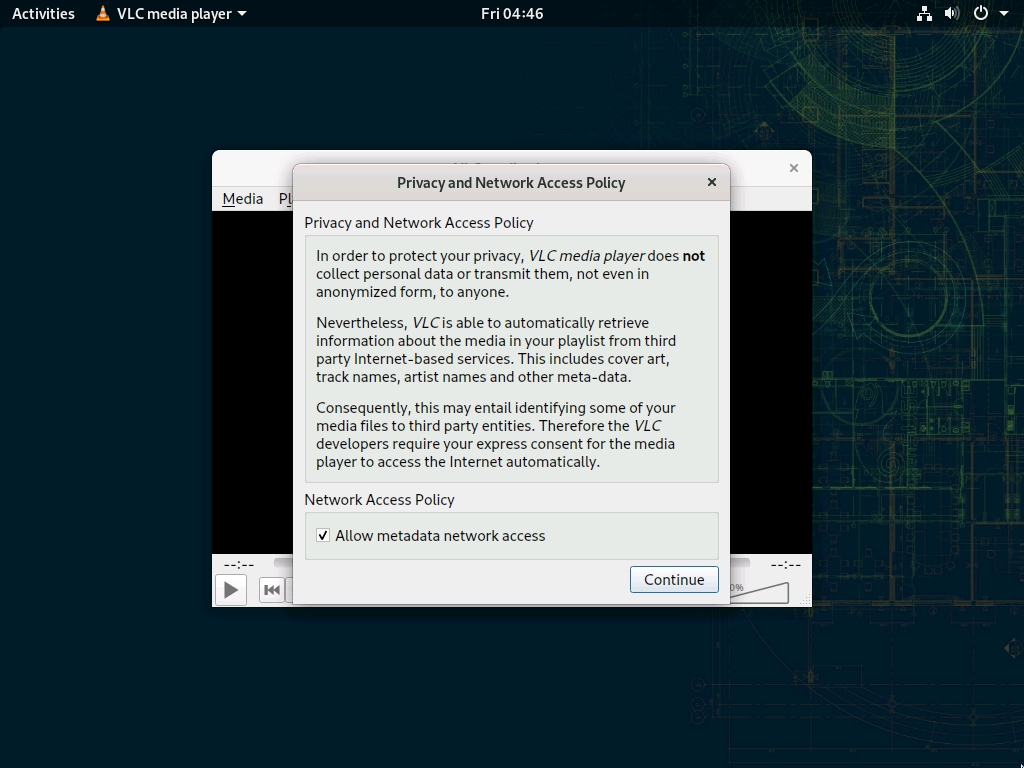 Activities VLC media player Fri 04:46
Privacy and Network Access Policy
Media
Privacy and Network Access Policy
In order to protect your privacy, VLC media player does not
collect personal data or transmit them, not even in
anonymized form, to anyone.
Nevertheless, VLC is able to automatically retrieve
information about the media in your playlist from third
party Internet-based services. This includes cover art,
track names, artist names and other meta-data.
Consequently, this may entail identifying some of your
media files to third party entities. Therefore the VLC
developers require your express consent for the media
player to access the Internet automatically.
Network Access Policy
Allow metadata network access
--:-- --:--
Continue